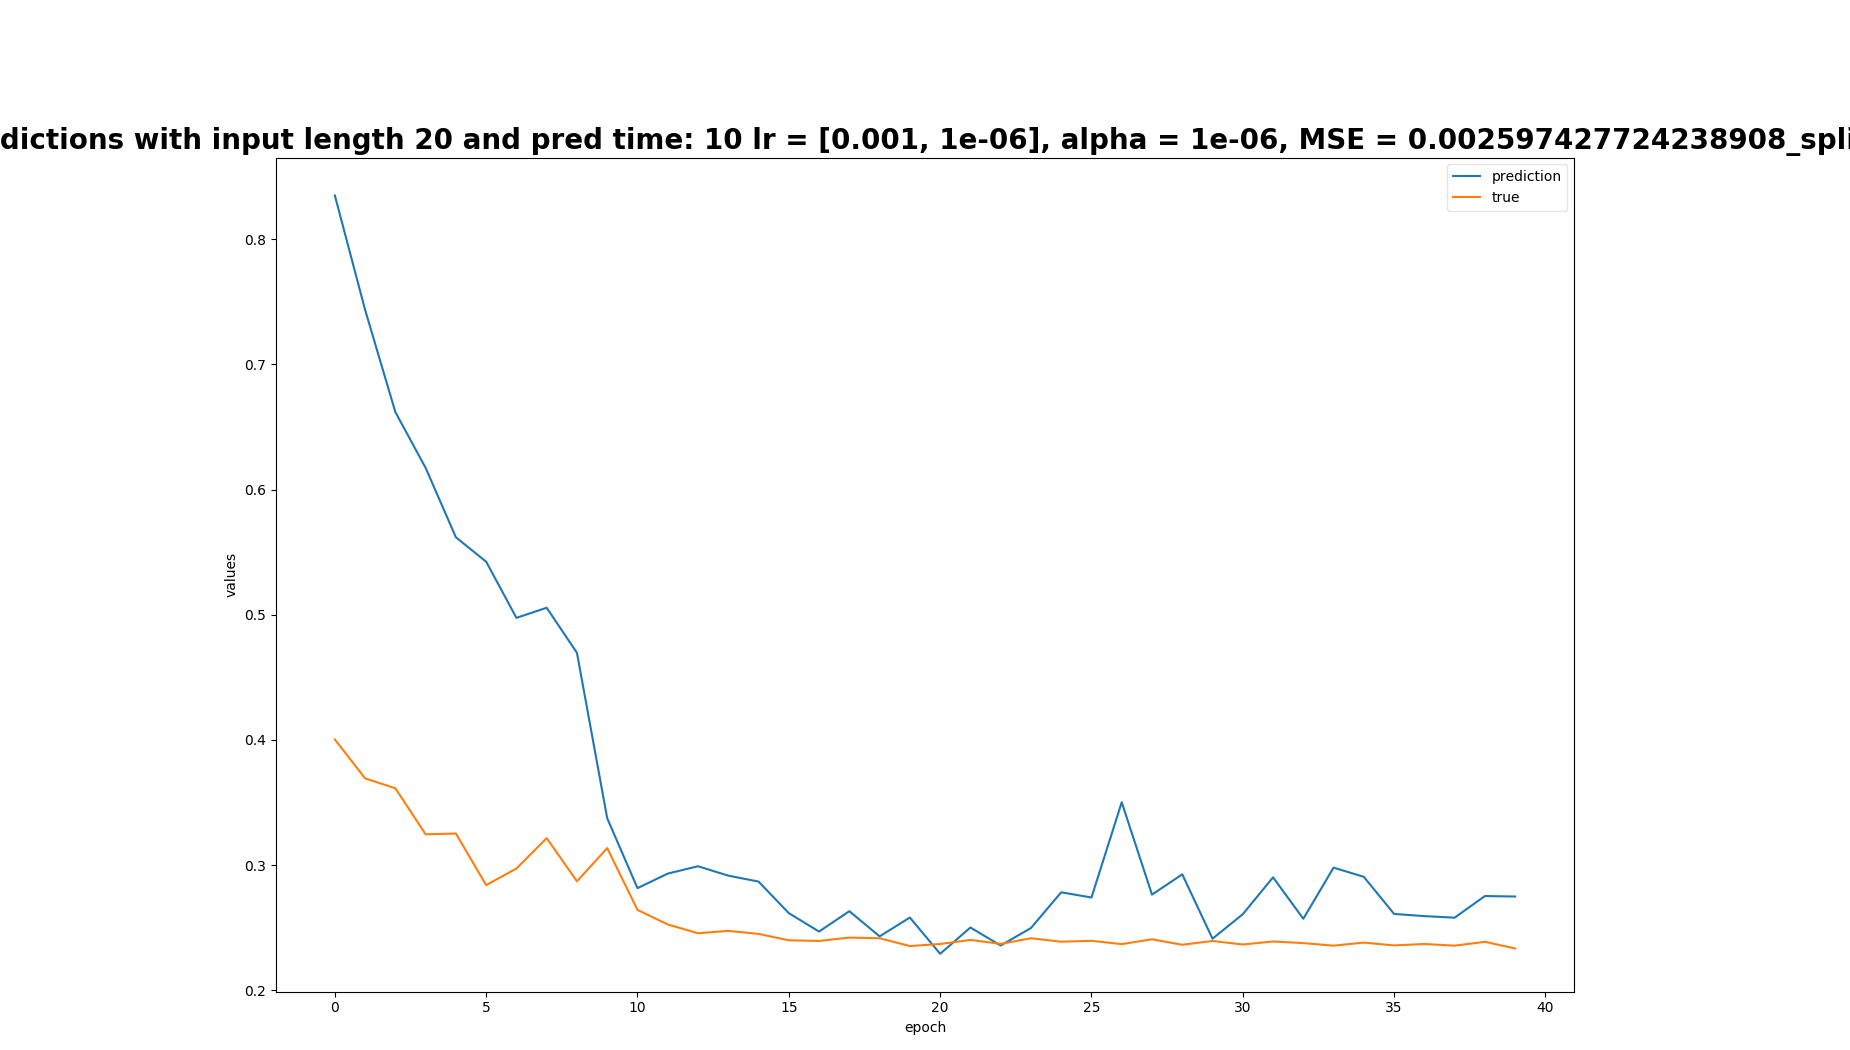 dictions with input length 20 and pred time: 10 lr = [0.001, 1e-06], alpha = 1e-06, MSE = 0.002597427724238908_spli
prediction
true
0.8
0.7
0.6
0.5
0.4
0.3
0.2
values
0 5 10 15 20 25 30 35 40
epoch